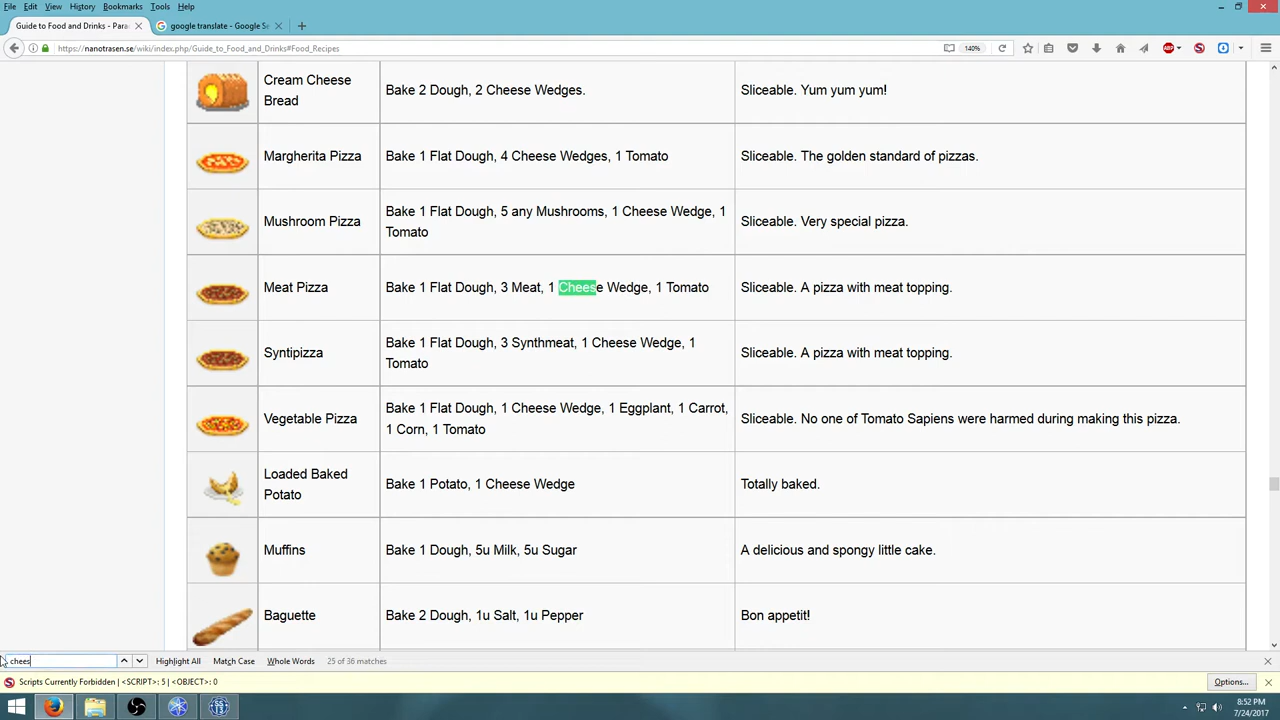 File Edit View History Bookmarks Tools Help
Guide to Food and Drinks - Para
google translate - Google Se
https://nanotrasen.se/wiki/index.php/Guide_to_Food_and_Drinks#Food_Recipes
140%
ABP
Cream Cheese
Bread
Bake 2 Dough, 2 Cheese Wedges.
Sliceable. Yum yum yum!
Margherita Pizza
Bake 1 Flat Dough, 4 Cheese Wedges, 1 Tomato
Sliceable. The golden standard of pizzas.
Mushroom Pizza
Bake 1 Flat Dough, 5 any Mushrooms, 1 Cheese Wedge, 1
Tomato
Sliceable. Very special pizza.
Meat Pizza
Bake 1 Flat Dough, 3 Meat, 1 Cheese Wedge, 1 Tomato
Sliceable. A pizza with meat topping.
Syntipizza
Bake 1 Flat Dough, 3 Synthmeat, 1 Cheese Wedge, 1
Tomato
Sliceable. A pizza with meat topping.
Vegetable Pizza
Bake 1 Flat Dough, 1 Cheese Wedge, 1 Eggplant, 1 Carrot,
1 Corn, 1 Tomato
Sliceable. No one of Tomato Sapiens were harmed during making this pizza.
Loaded Baked
Potato
Bake 1 Potato, 1 Cheese Wedge
Totally baked.
Muffins
Bake 1 Dough, 5u Milk, 5u Sugar
A delicious and spongy little cake.
Baguette
Bake 2 Dough, 1u Salt, 1u Pepper
Bon appetit!
chees
Highlight All Match Case Whole Words 25 of 36 matches
Scripts Currently Forbidden | <SCRIPT>: 5 | <OBJECT>: 0
Options...
8:52 PM
7/24/2017